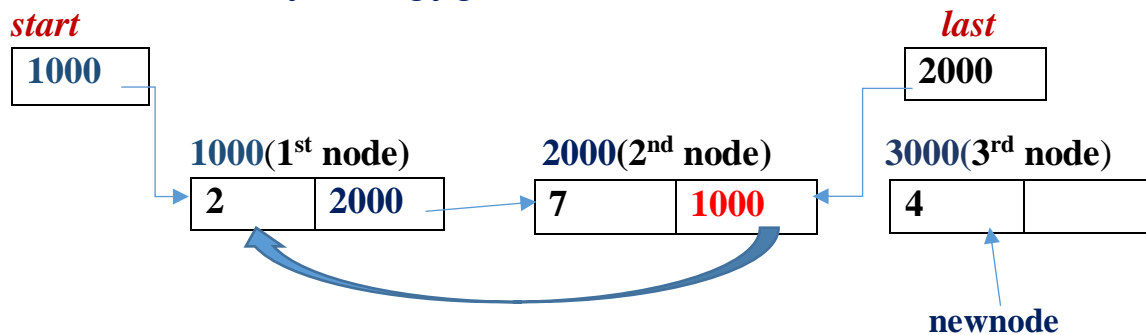 start last
1000 2000
1000(1st node) 2000(2nd node) 3000(3rd node)
2 2000 7 1000 4
newnode